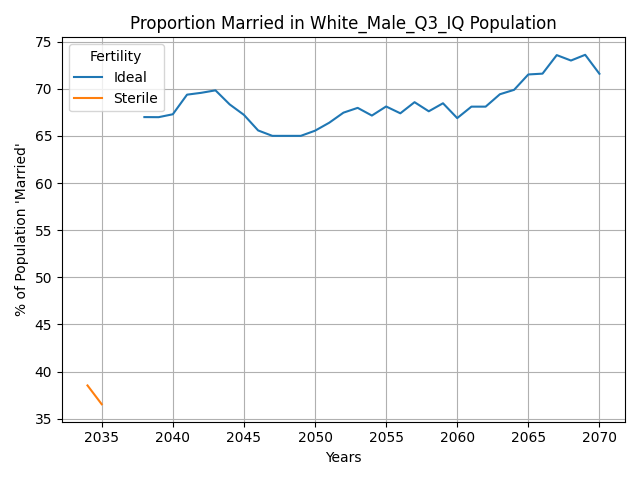 Proportion Married in White_Male_Q3_IQ Population
% of Population 'Married'
75
70
65
60
55
50
45
40
35
Fertility
Ideal
Sterile
2035 2040 2045 2050 2055 2060 2065 2070
Years